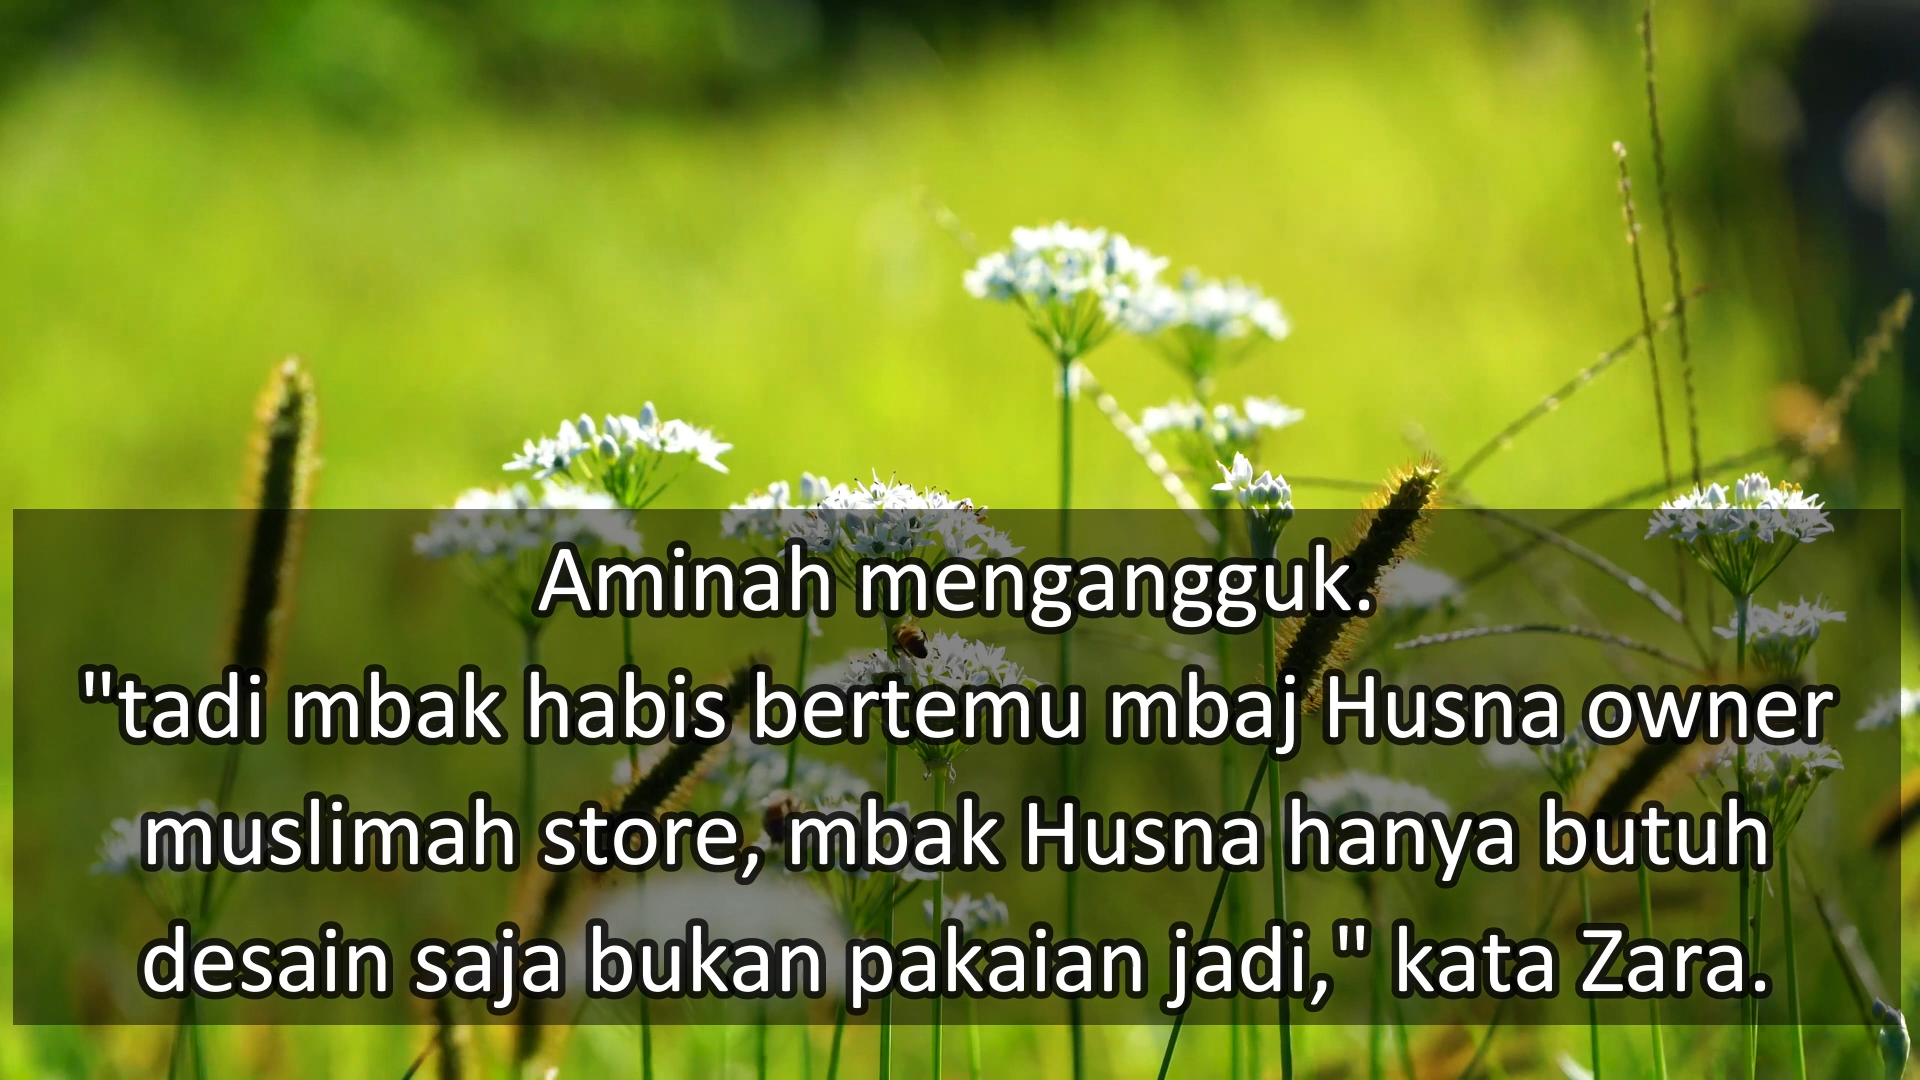 Aminah mengangguk.
"tadi mbak habis bertemu mbaj Husna owner
muslimah store, mbak Husna hanya butuh
desain saja bukan pakaian jadi," kata Zara.